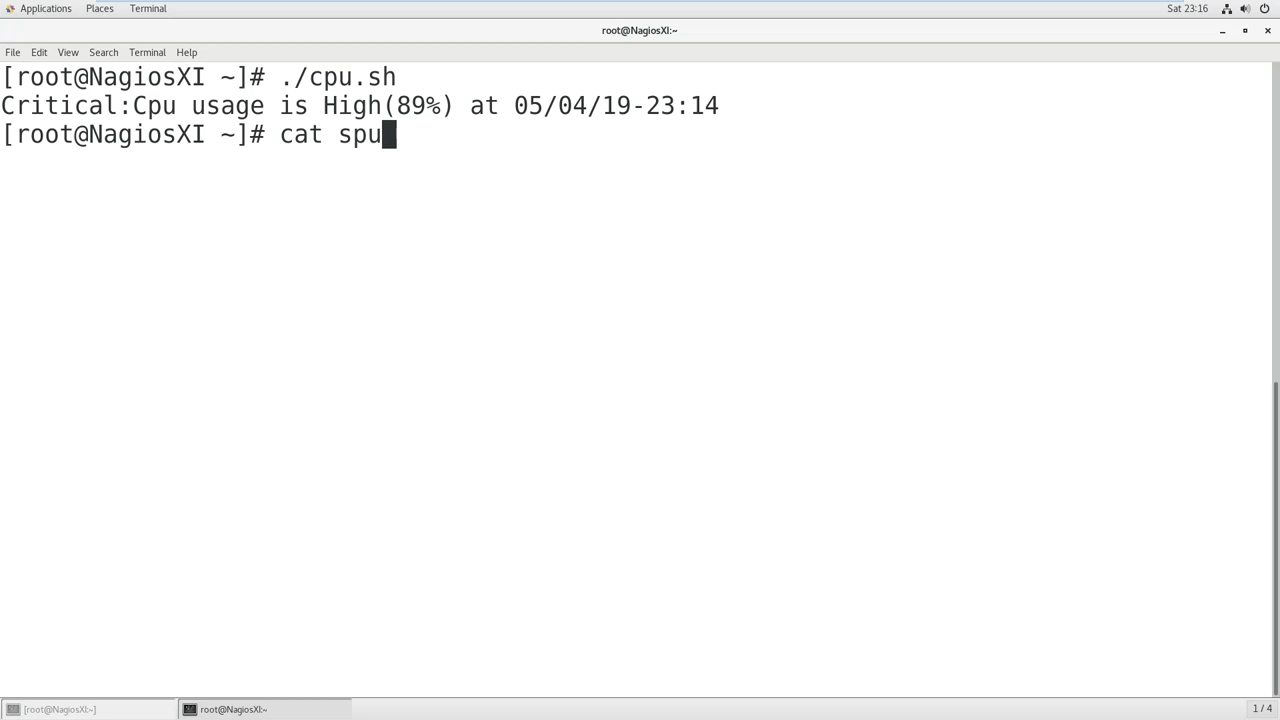 Applications Places Terminal Sat 23:16
root@NagiosXI:~
File Edit View Search Terminal Help
[root@NagiosXI ~]# ./cpu.sh
Critical:Cpu usage is High(89%) at 05/04/19-23:14
[root@NagiosXI ~]# cat spu
[root@NagiosXI:~] root@NagiosXI:~ 1 / 4